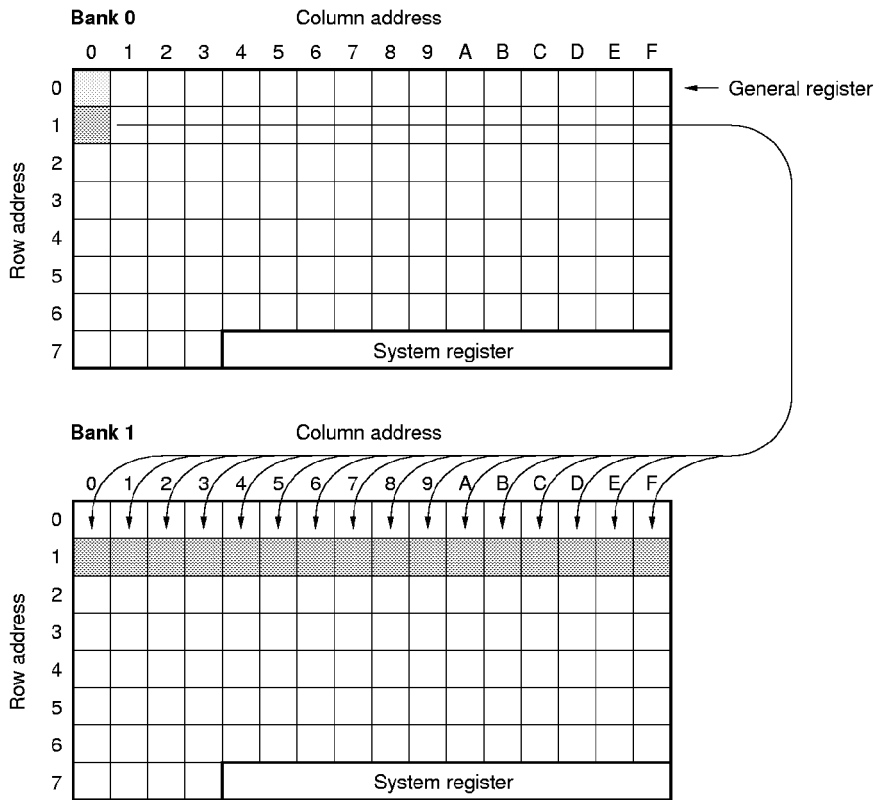 Bank 0 Column address
0 1 2 3 4 5 6 7 8 9 A B C D E F
0 General register
1
2
3
4
5
6
7 System register
Row address
Bank 1 Column address
0 1 2 3 4 5 6 7 8 9 A B C D E F
0
1
2
3
4
5
6
7 System register
Row address